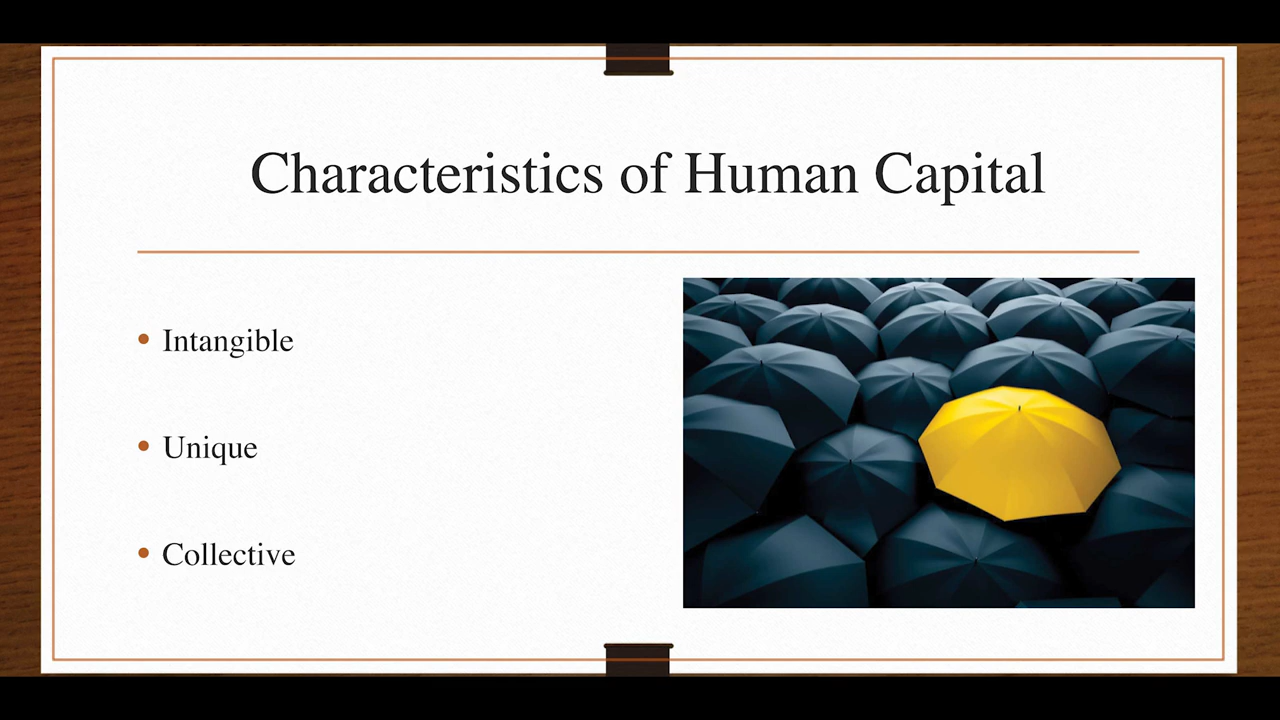 Characteristics of Human Capital
• Intangible
• Unique
• Collective